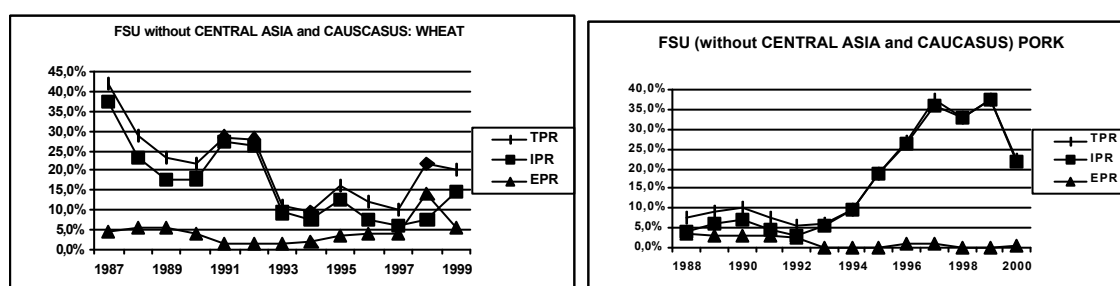 FSU without CENTRAL ASIA and CAUSCASUS: WHEAT
45,0%
40,0%
35,0%
30,0%
25,0%
20,0%
15,0%
10,0%
5,0%
0,0%
1987 1989 1991 1993 1995 1997 1999
TPR
IPR
EPR
FSU (without CENTRAL ASIA and CAUCASUS) PORK
40,0%
35,0%
30,0%
25,0%
20,0%
15,0%
10,0%
5,0%
0,0%
1988 1990 1992 1994 1996 1998 2000
TPR
IPR
EPR